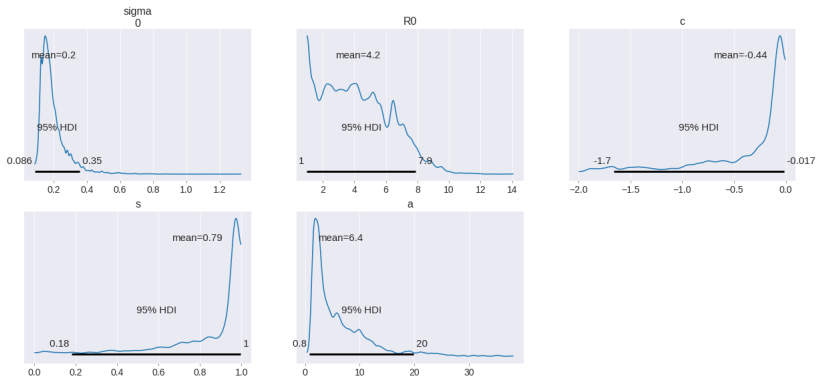 sigma
0
mean=0.2
95% HDI
0.086
0.35
0.2 0.4 0.6 0.8 1.0 1.2
R0
mean=4.2
95% HDI
1
7.9
2 4 6 8 10 12 14
c
mean=-0.44
95% HDI
-1.7
-0.017
−2.0 −1.5 −1.0 −0.5 0.0
s
mean=0.79
95% HDI
0.18
1
0.0 0.2 0.4 0.6 0.8 1.0
a
mean=6.4
95% HDI
0.8
20
0 10 20 30